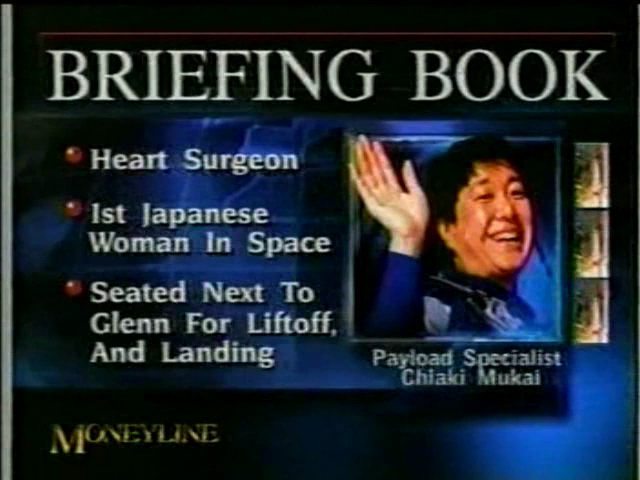 BRIEFING BOOK
Heart Surgeon
1st Japanese
Woman In Space
Seated Next To
Glenn For Liftoff,
And Landing
Payload Specialist
Chiaki Mukai
MONEYLINE